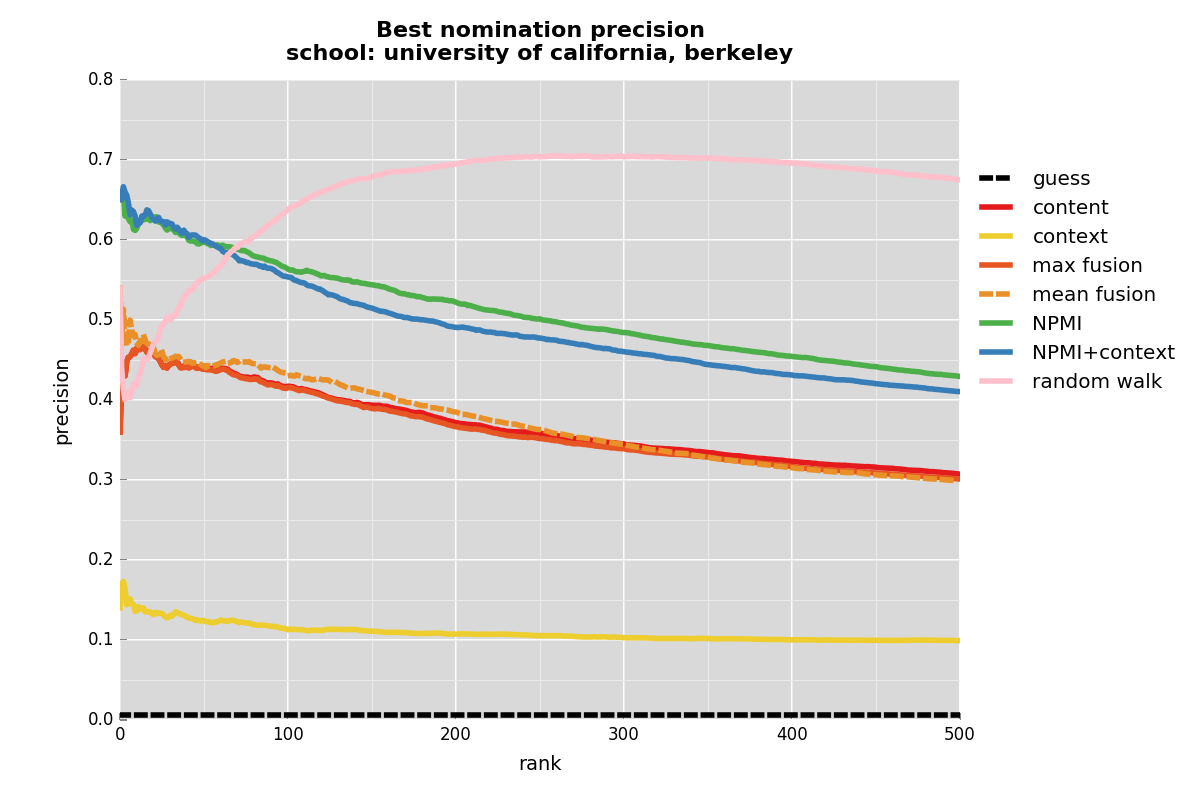 Best nomination precision
school: university of california, berkeley
precision
0.8
0.7
0.6
0.5
0.4
0.3
0.2
0.1
0.0
0 100 200 300 400 500
rank
guess
content
context
max fusion
mean fusion
NPMI
NPMI+context
random walk